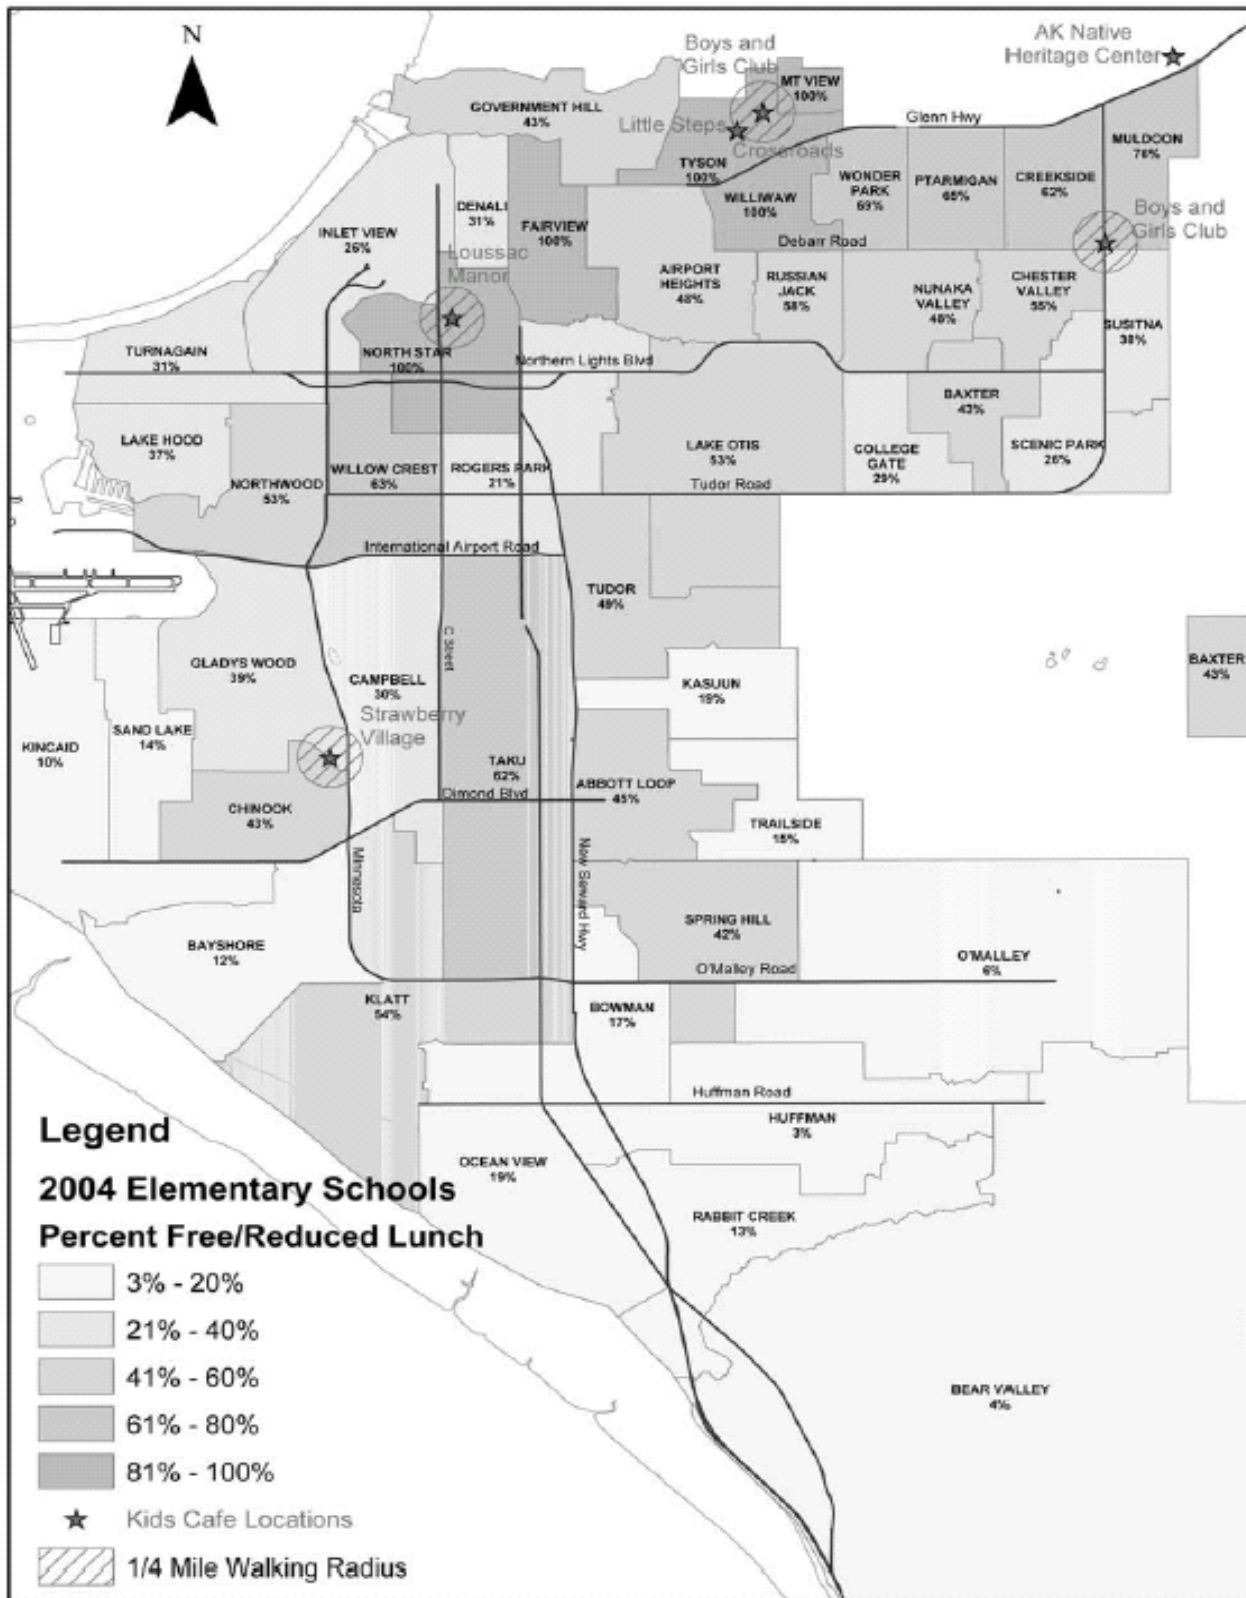 N
Boys and
Girls Club
AK Native
Heritage Center
MT VIEW
100%
GOVERNMENT HILL
43%
Little Steps
Crossroads
Glenn Hwy
MULDOON
76%
TYSON
100%
WONDER
PARK
69%
PTARMIGAN
65%
CREEKSIDE
62%
DENALI
31%
WILLIWAW
100%
INLET VIEW
26%
FAIRVIEW
100%
Debarr Road
Boys and
Girls Club
Loussac
Manor
AIRPORT
HEIGHTS
48%
RUSSIAN
JACK
58%
NUNAKA
VALLEY
48%
CHESTER
VALLEY
55%
SUSITNA
38%
TURNAGAIN
31%
NORTH STAR
100%
Northern Lights Blvd
BAXTER
43%
LAKE HOOD
37%
NORTHWOOD
53%
WILLOW CREST
63%
ROGERS PARK
21%
LAKE OTIS
53%
COLLEGE
GATE
29%
SCENIC PARK
26%
Tudor Road
International Airport Road
TUDOR
49%
C Street
GLADYS WOOD
39%
CAMPBELL
30%
KASUUN
19%
BAXTER
43%
Strawberry
Village
SAND LAKE
14%
KINCAID
10%
TAKU
62%
ABBOTT LOOP
45%
Dimond Blvd
CHINOOK
43%
TRAILSIDE
15%
Minnesota
New Seward Hwy
SPRING HILL
42%
BAYSHORE
12%
O'MALLEY
6%
O'Malley Road
KLATT
54%
BOWMAN
17%
Huffman Road
HUFFMAN
3%
OCEAN VIEW
19%
RABBIT CREEK
13%
BEAR VALLEY
4%
Legend
2004 Elementary Schools
Percent Free/Reduced Lunch
3% - 20%
21% - 40%
41% - 60%
61% - 80%
81% - 100%
Kids Cafe Locations
1/4 Mile Walking Radius